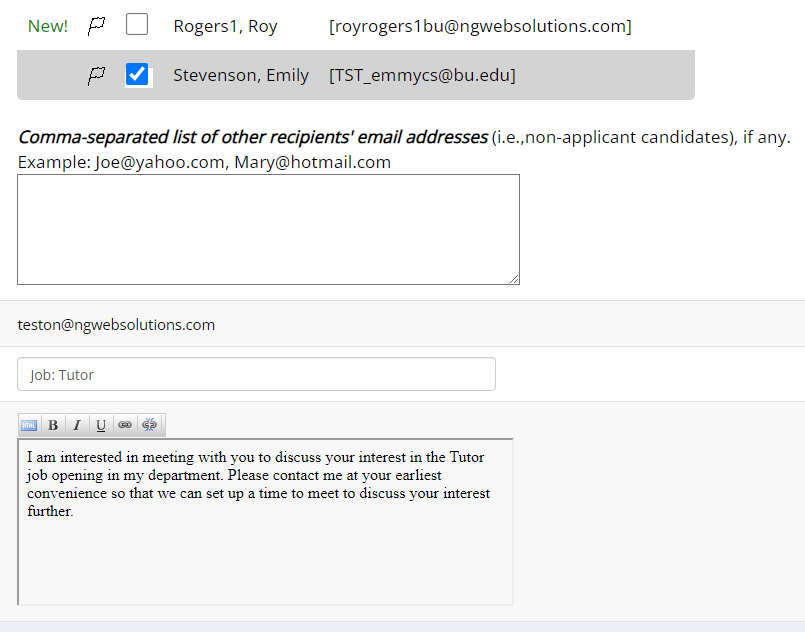 New! Rogers1, Roy [royrogers1bu@ngwebsolutions.com]
Stevenson, Emily [TST_emmycs@bu.edu]
Comma-separated list of other recipients' email addresses (i.e.,non-applicant candidates), if any.
Example: Joe@yahoo.com, Mary@hotmail.com
teston@ngwebsolutions.com
Job: Tutor
HTML B I U
I am interested in meeting with you to discuss your interest in the Tutor
job opening in my department. Please contact me at your earliest
convenience so that we can set up a time to meet to discuss your interest
further.